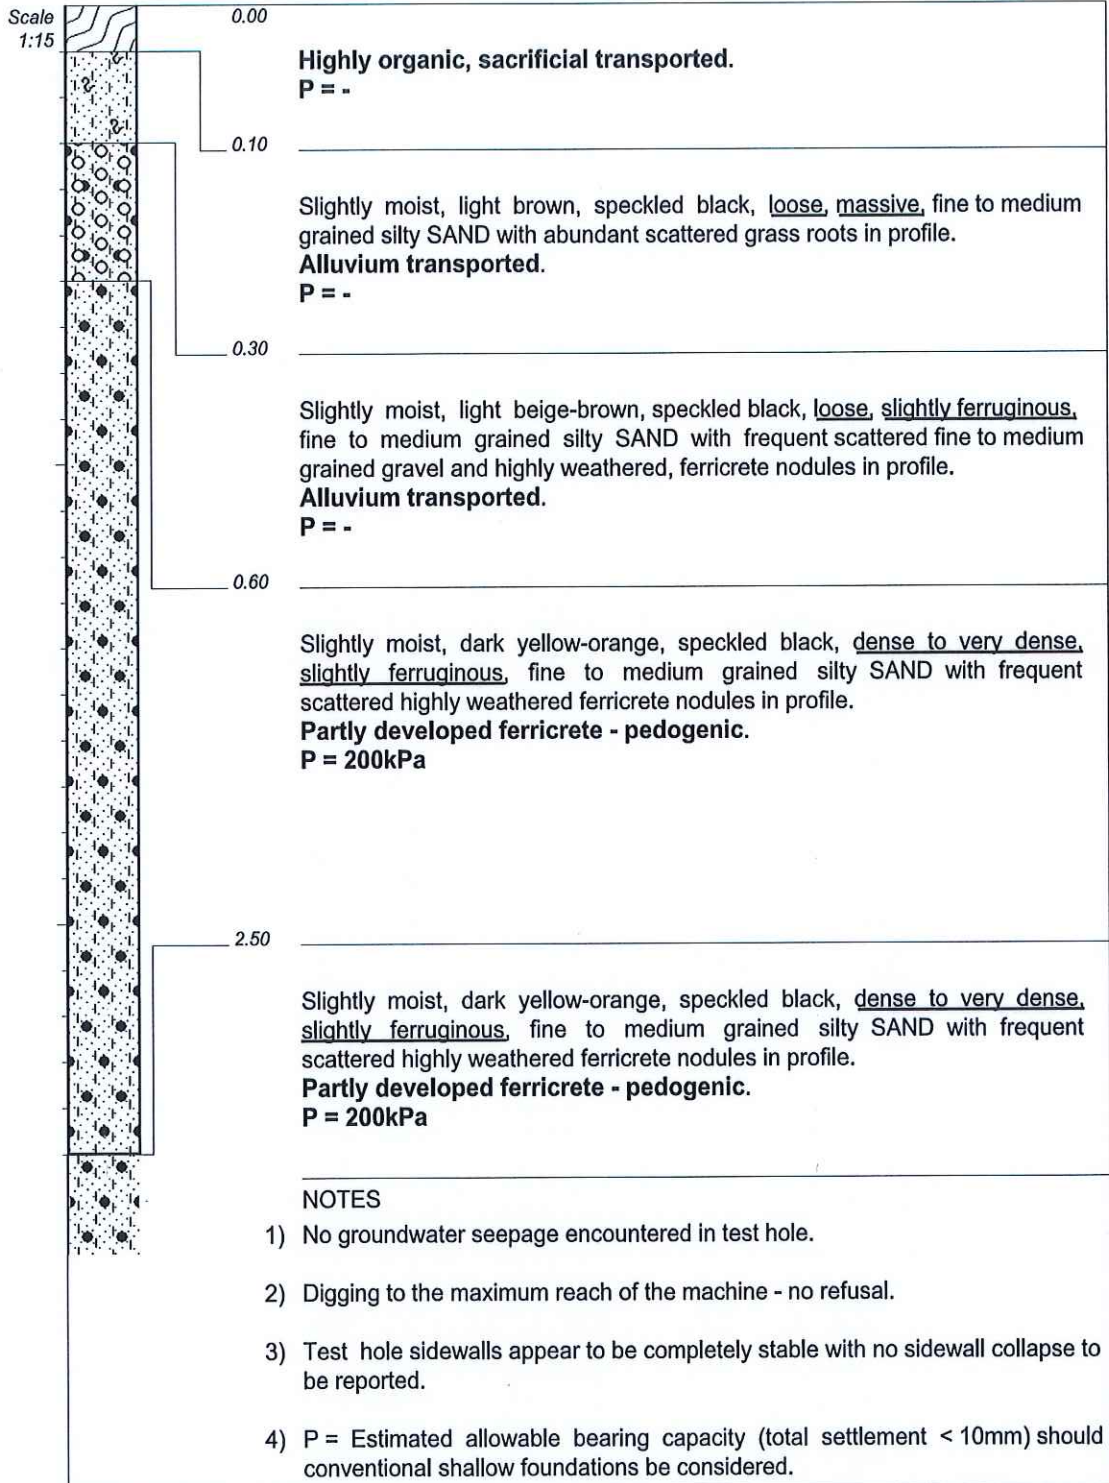 Scale
1:15
0.00
Highly organic, sacrificial transported.
P = -
0.10
Slightly moist, light brown, speckled black, loose, massive, fine to medium
grained silty SAND with abundant scattered grass roots in profile.
Alluvium transported.
P = -
0.30
Slightly moist, light beige-brown, speckled black, loose, slightly ferruginous,
fine to medium grained silty SAND with frequent scattered fine to medium
grained gravel and highly weathered, ferricrete nodules in profile.
Alluvium transported.
P = -
0.60
Slightly moist, dark yellow-orange, speckled black, dense to very dense,
slightly ferruginous, fine to medium grained silty SAND with frequent
scattered highly weathered ferricrete nodules in profile.
Partly developed ferricrete - pedogenic.
P = 200kPa
2.50
Slightly moist, dark yellow-orange, speckled black, dense to very dense,
slightly ferruginous, fine to medium grained silty SAND with frequent
scattered highly weathered ferricrete nodules in profile.
Partly developed ferricrete - pedogenic.
P = 200kPa
NOTES
1) No groundwater seepage encountered in test hole.
2) Digging to the maximum reach of the machine - no refusal.
3) Test hole sidewalls appear to be completely stable with no sidewall collapse to
be reported.
4) P = Estimated allowable bearing capacity (total settlement < 10mm) should
conventional shallow foundations be considered.